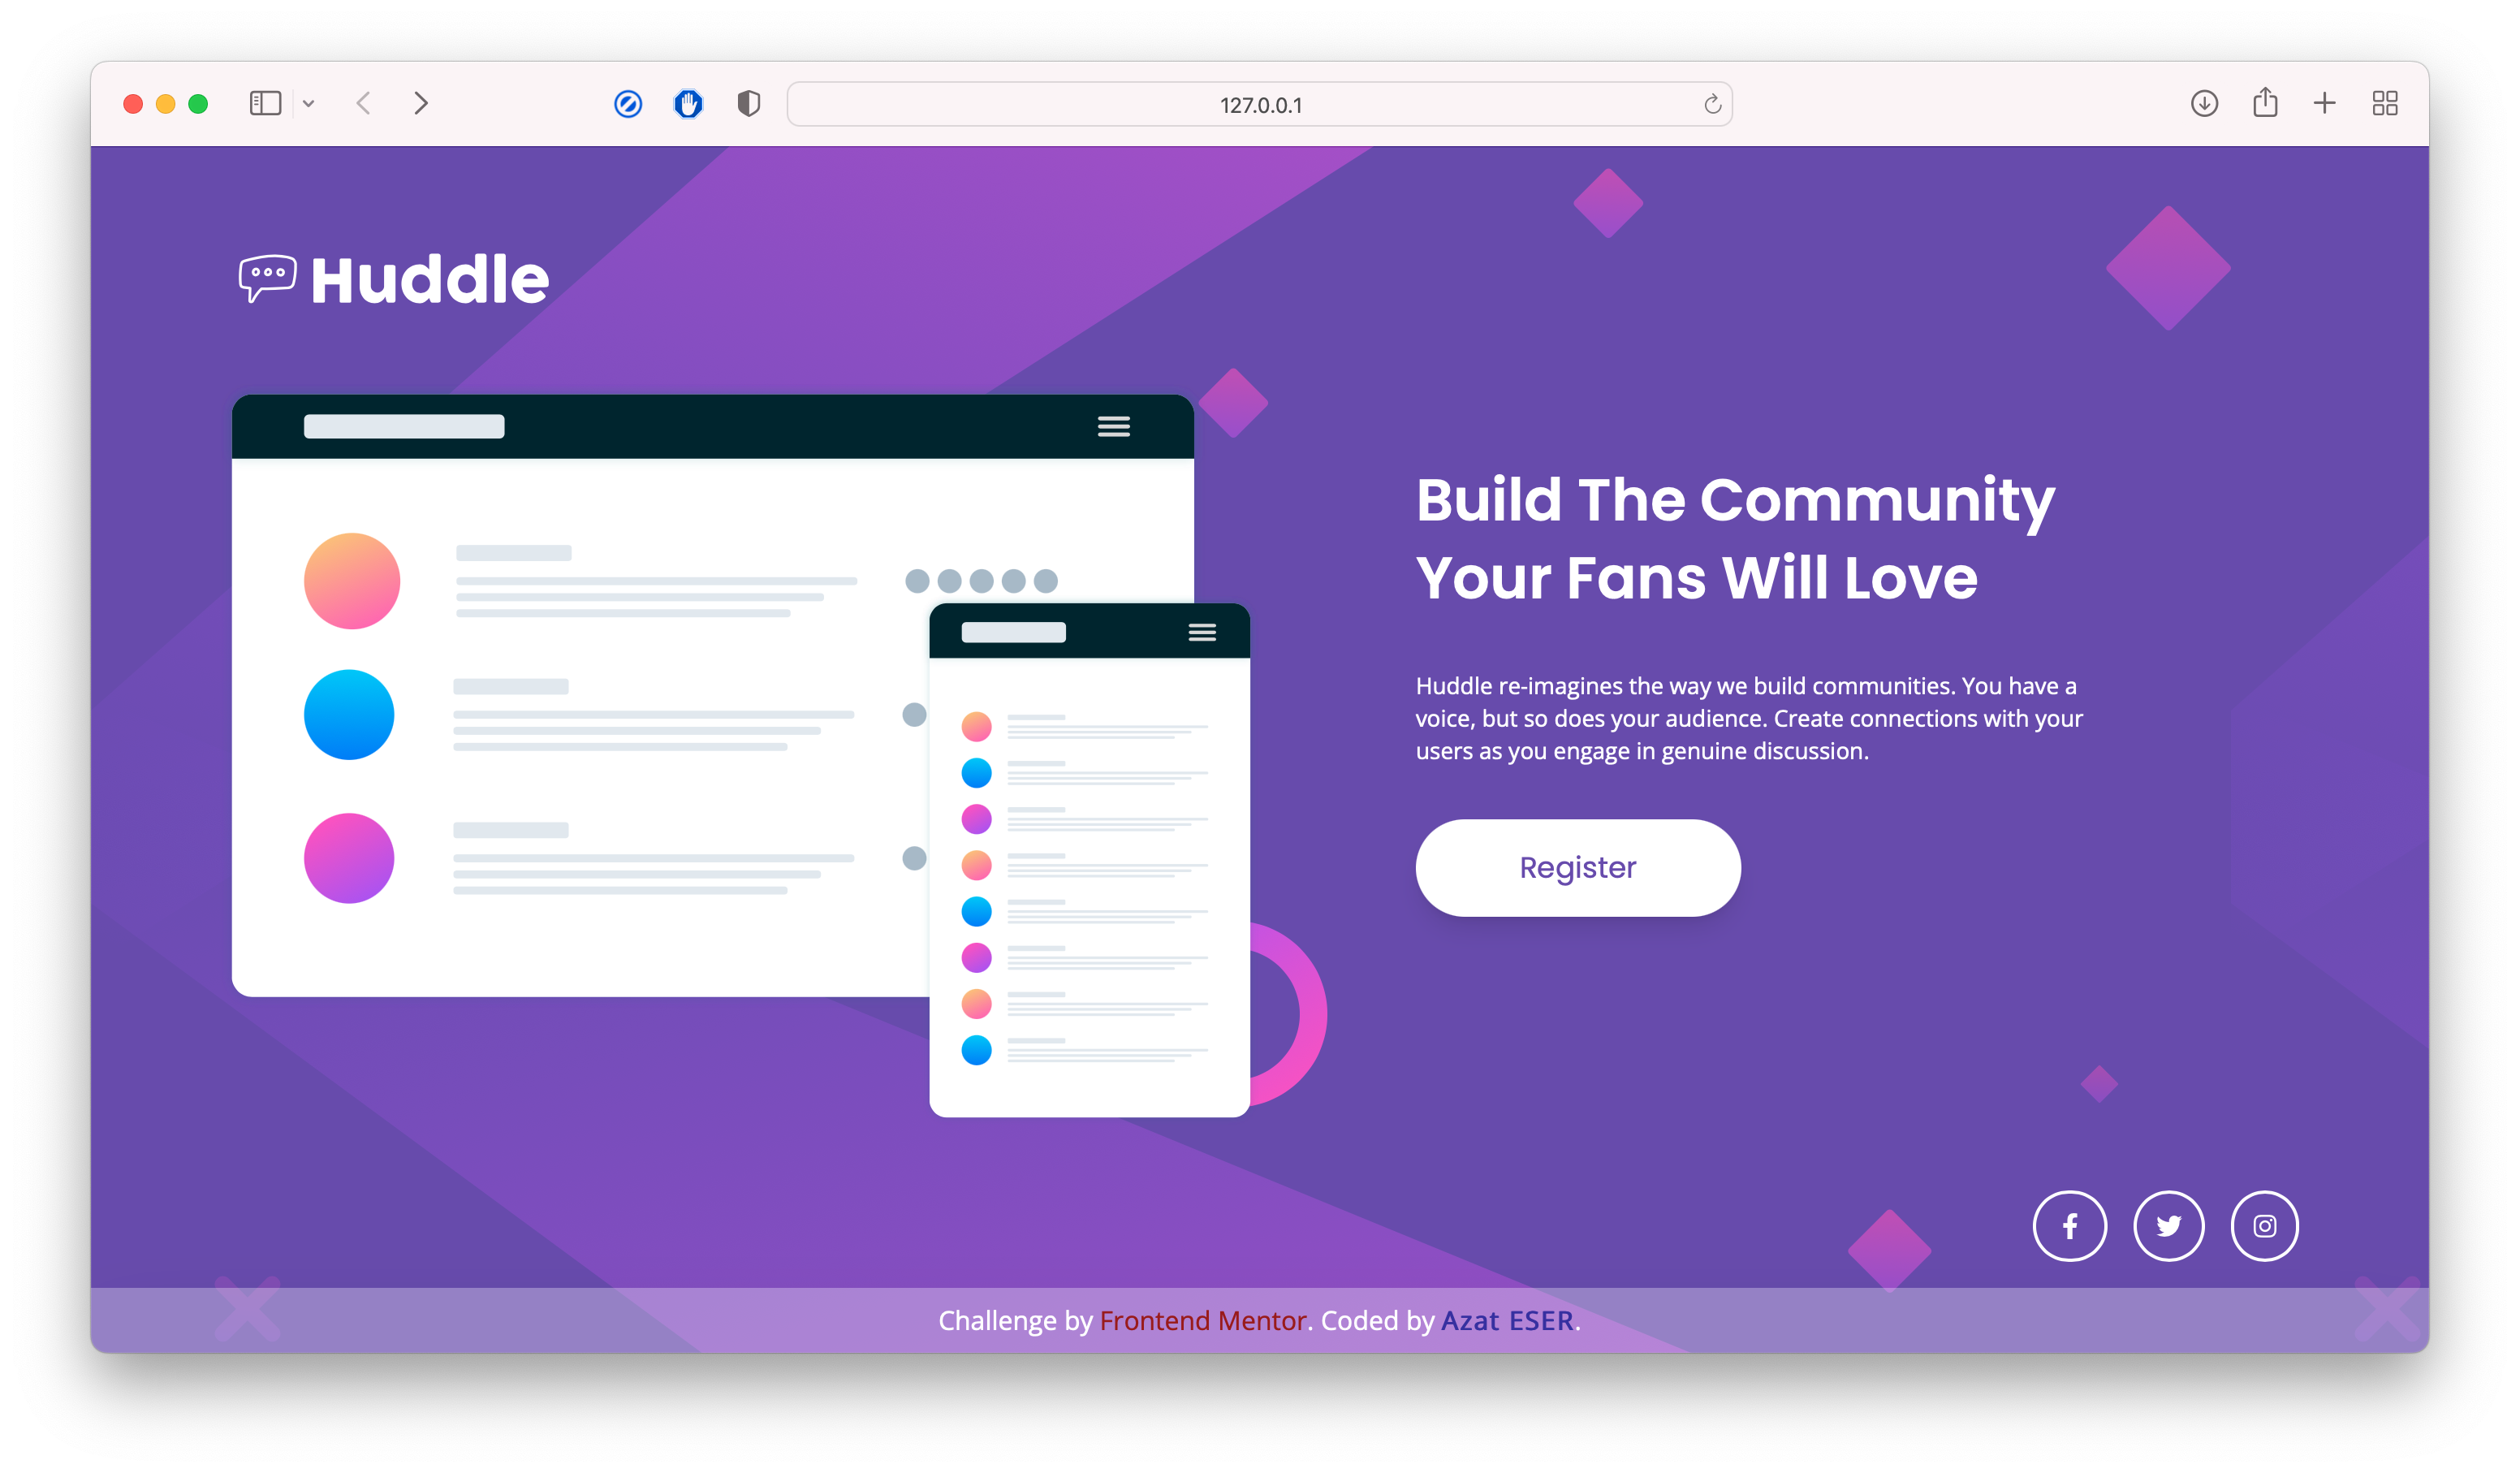 127.0.0.1
Huddle
Build The Community
Your Fans Will Love
Huddle re-imagines the way we build communities. You have a
voice, but so does your audience. Create connections with your
users as you engage in genuine discussion.
Register
Challenge by Frontend Mentor. Coded by Azat ESER.